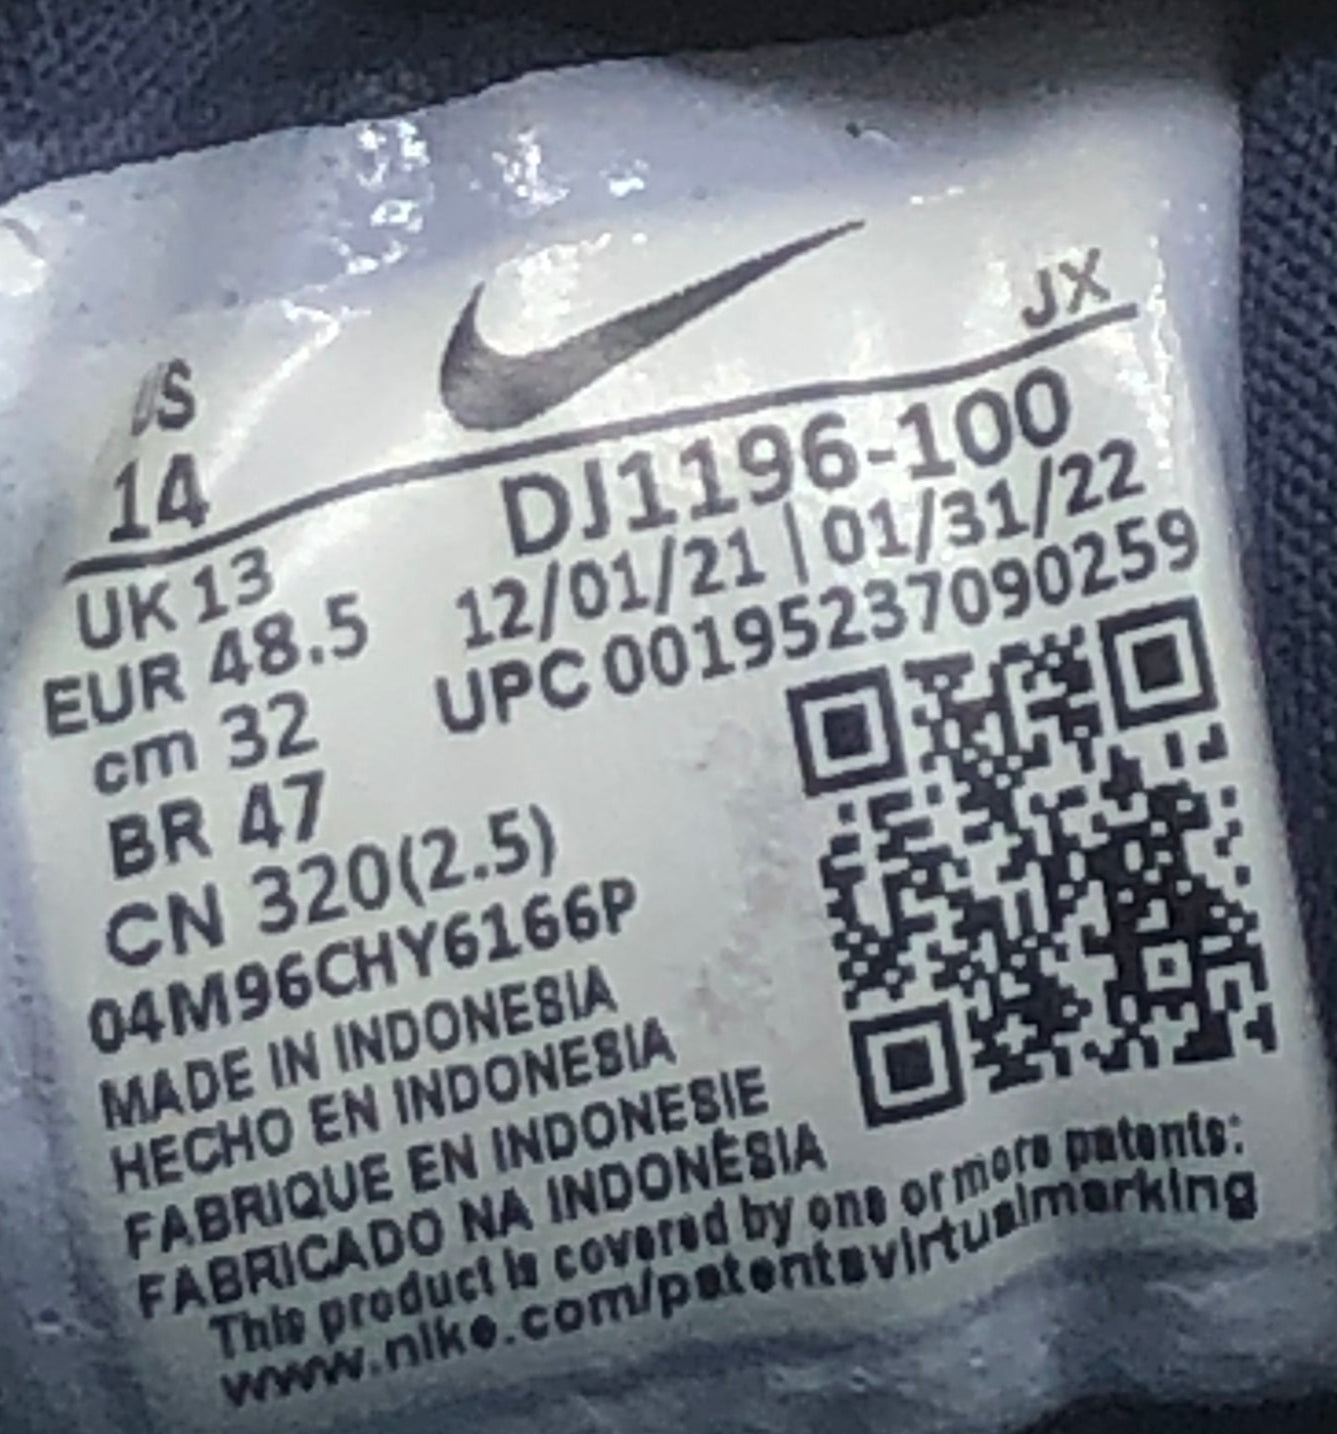 US
14
JX
UK 13
EUR 48.5
cm 32
BR 47
CN 320(2.5)
DJ1196-100
12/01/21 | 01/31/22
UPC 00195237090259
04M96CHY6166P
MADE IN INDONESIA
HECHO EN INDONESIA
FABRIQUE EN INDONESIE
FABRICADO NA INDONÉSIA
This product is covered by one or more patents:
www.nike.com/patentsvirtualmarking